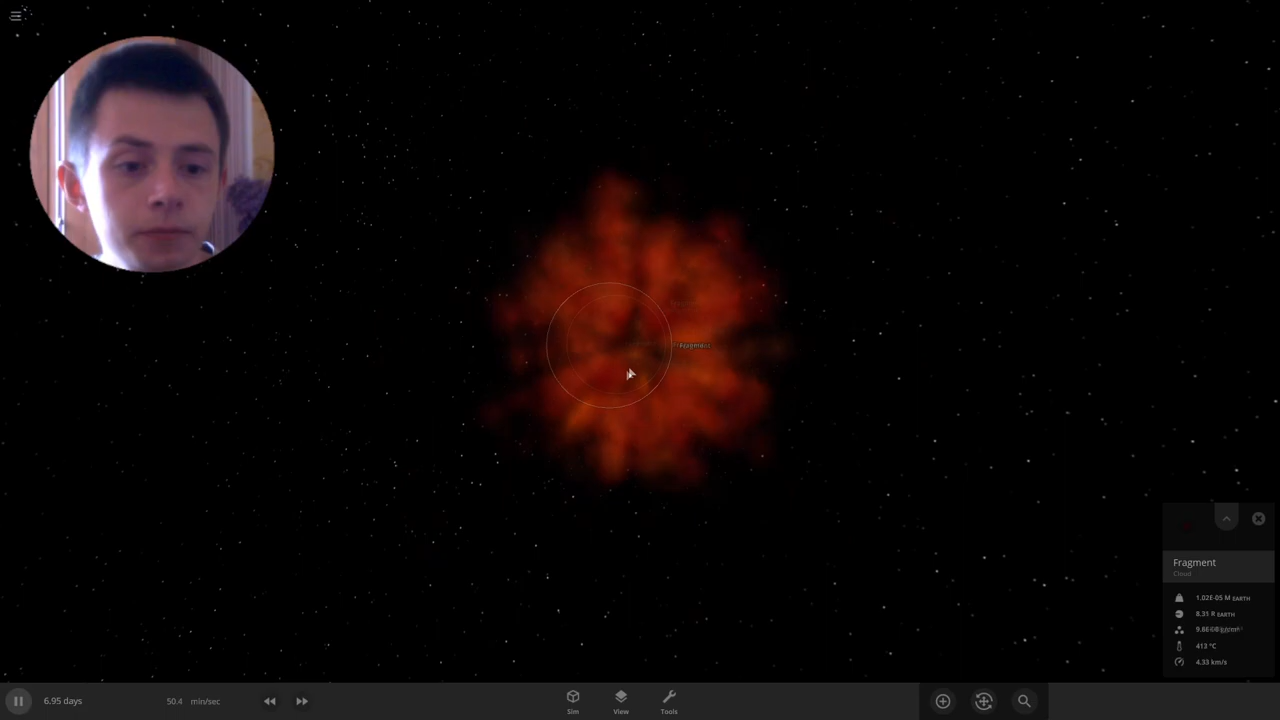 Fragment
Fragment
Cloud
1.02E-05 M EARTH
8.31 R EARTH
413 °C
4.33 km/s
6.95 days
50.4 min/sec
Sim
View
Tools